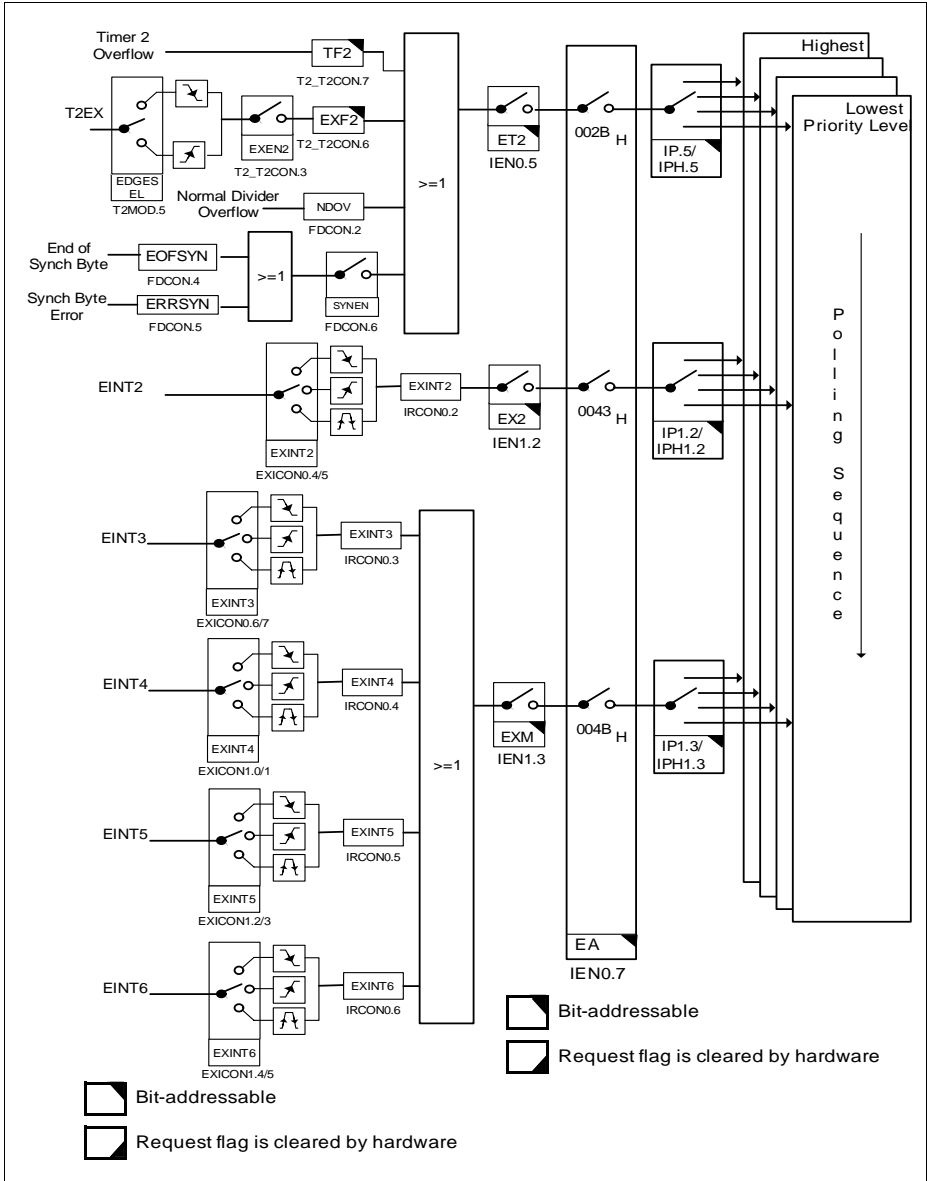 Highest
Lowest
Priority Level
Timer 2
Overflow
TF2
T2_T2CON.7
T2EX
EDGES
EL
T2MOD.5
EXEN2
T2_T2CON.3
EXF2
T2_T2CON.6
Normal Divider
Overflow
NDOV
FDCON.2
End of
Synch Byte
EOFSYN
FDCON.4
Synch Byte
Error
ERRSYN
FDCON.5
>=1
SYNEN
FDCON.6
>=1
ET2
IEN0.5
002B H
IP.5/
IPH.5
EINT2
EXINT2
EXICON0.4/5
EXINT2
IRCON0.2
EX2
IEN1.2
0043 H
IP1.2/
IPH1.2
Polling Sequence
EINT3
EXINT3
EXICON0.6/7
EXINT3
IRCON0.3
EINT4
EXINT4
EXICON1.0/1
EXINT4
IRCON0.4
EINT5
EXINT5
EXICON1.2/3
EXINT5
IRCON0.5
EINT6
EXINT6
EXICON1.4/5
EXINT6
IRCON0.6
>=1
EXM
IEN1.3
004B H
IP1.3/
IPH1.3
EA
IEN0.7
Bit-addressable
Request flag is cleared by hardware
Bit-addressable
Request flag is cleared by hardware